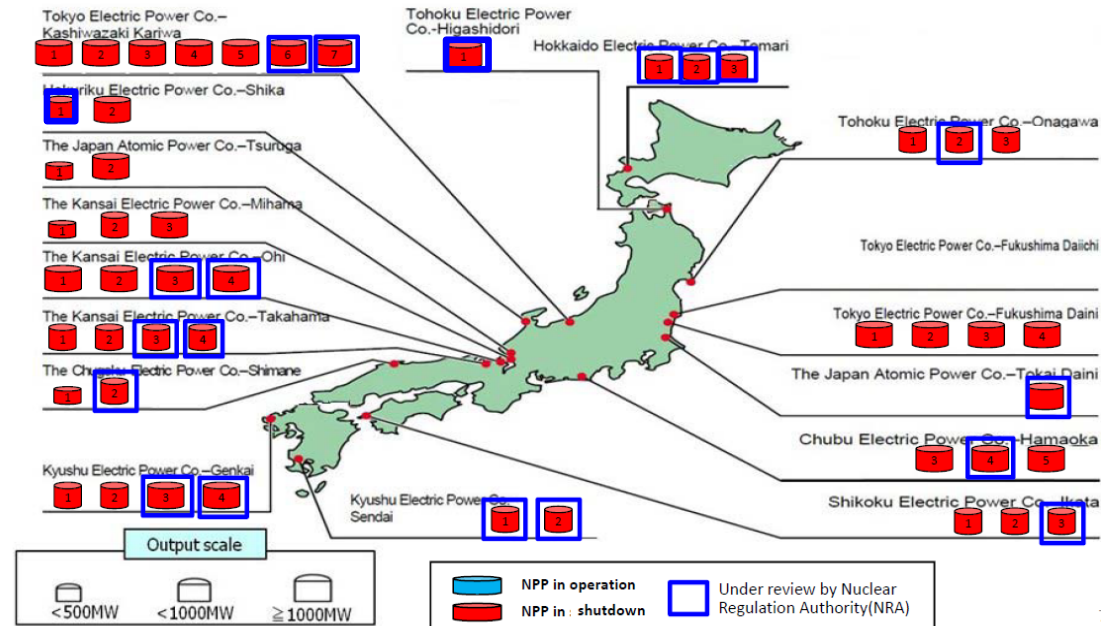 Tokyo Electric Power Co.–
Kashiwazaki Kariwa
1 2 3 4 5 6 7
Hokuriku Electric Power Co.–Shika
1 2
The Japan Atomic Power Co.–Tsuruga
1 2
The Kansai Electric Power Co.–Mihama
1 2 3
The Kansai Electric Power Co.–Ohi
1 2 3 4
The Kansai Electric Power Co.–Takahama
1 2 3 4
The Chugoku Electric Power Co.–Shimane
1 2
Kyushu Electric Power Co.–Genkai
1 2 3 4
Kyushu Electric Power Co.
Sendai
1 2
Tohoku Electric Power
Co.-Higashidori
1
Hokkaido Electric Power Co.–Tomari
1 2 3
Tohoku Electric Power Co.–Onagawa
1 2 3
Tokyo Electric Power Co.–Fukushima Daiichi
Tokyo Electric Power Co.–Fukushima Daini
1 2 3 4
The Japan Atomic Power Co.–Tokai Daini
Chubu Electric Power Co.–Hamaoka
3 4 5
Shikoku Electric Power Co.–Ikata
1 2 3
Output scale
<500MW <1000MW ≧1000MW
NPP in operation
NPP in : shutdown
Under review by Nuclear
Regulation Authority(NRA)